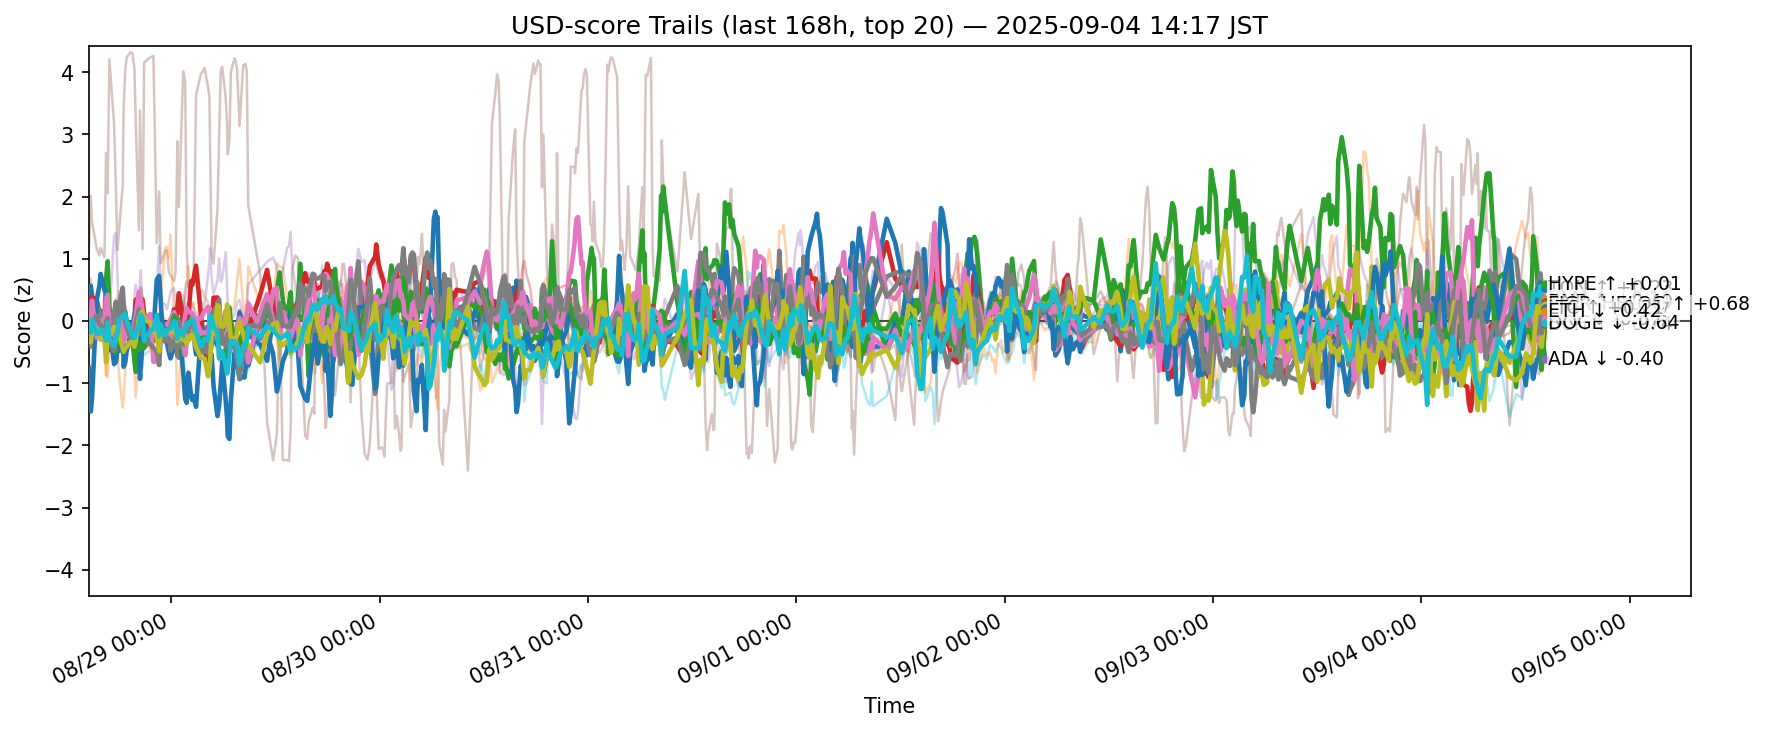 USD-score Trails (last 168h, top 20) — 2025-09-04 14:17 JST
Score (z)
4
3
2
1
0
−1
−2
−3
−4
HYPE ↑ +0.01
↑ +0.68
ETH ↓ -0.42
DOGE ↓ -0.64
ADA ↓ -0.40
08/29 00:00
08/30 00:00
08/31 00:00
09/01 00:00
09/02 00:00
09/03 00:00
09/04 00:00
09/05 00:00
Time